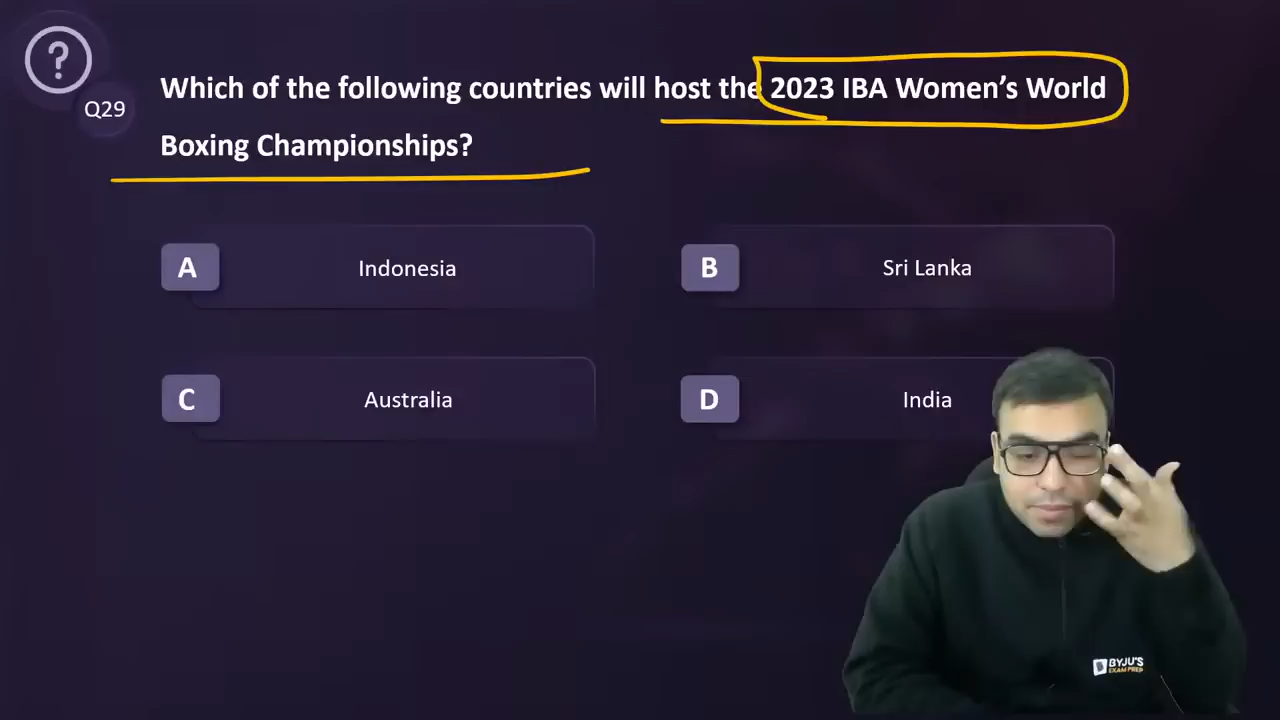 Q29
Which of the following countries will host the 2023 IBA Women's World
Boxing Championships?
A Indonesia
B Sri Lanka
C Australia
D India
BYJU'S
EXAM PREP